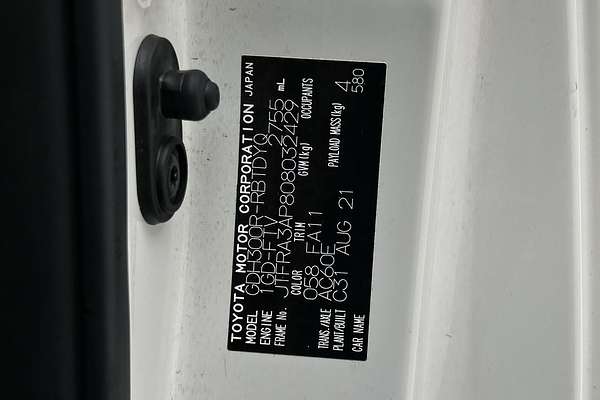 TOYOTA MOTOR CORPORATION JAPAN
MODEL GDH300R-RBTDYQ
ENGINE 1GD-FTV 2755 mL
FRAME No. JTFRA3AP808032429
COLOR TRIM GVM(kg) OCCUPANTS
058 FA11 4
TRANS./AXLE AC60E PAYLOAD MASS(kg) 580
PLANT/BUILT C31 AUG 21
CAR NAME